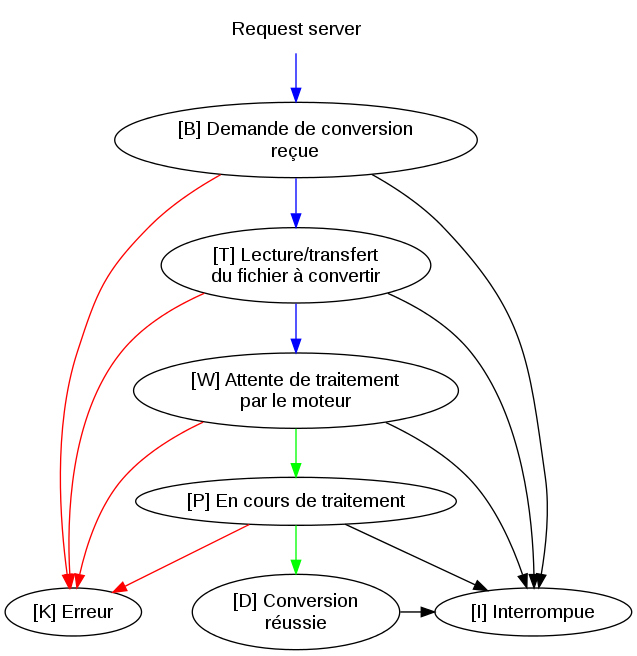 Request server
[B] Demande de conversion
reçue
[T] Lecture/transfert
du fichier à convertir
[W] Attente de traitement
par le moteur
[P] En cours de traitement
[K] Erreur
[D] Conversion
réussie
[I] Interrompue